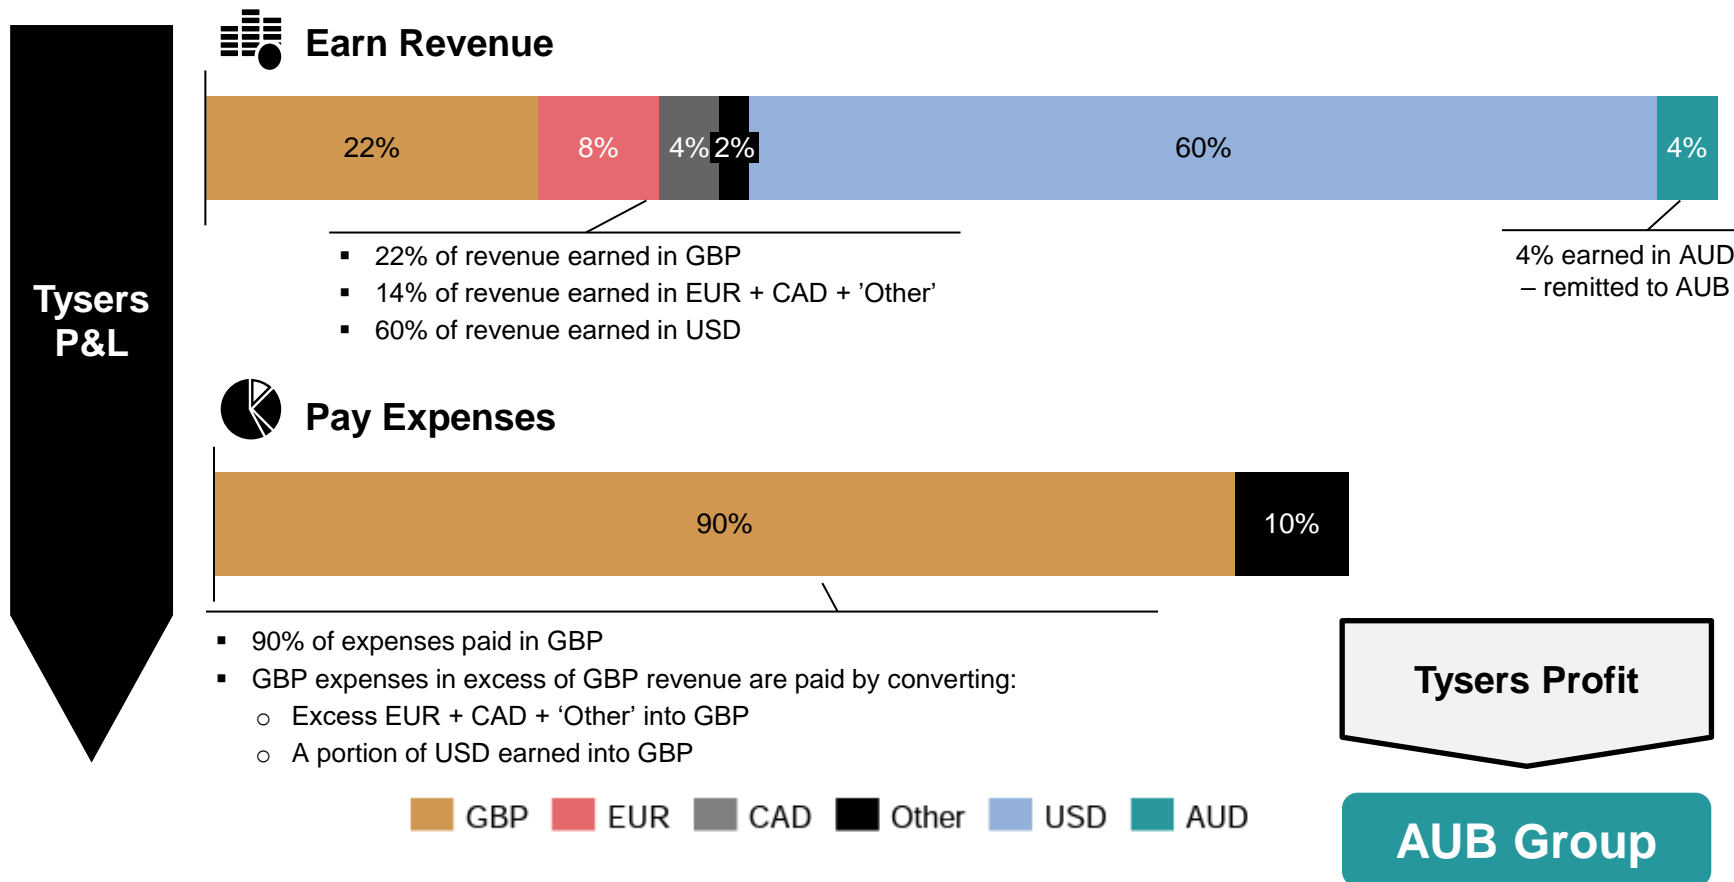 Earn Revenue
22%
8%
4%
2%
60%
4%
▪ 22% of revenue earned in GBP
▪ 14% of revenue earned in EUR + CAD + ’Other’
▪ 60% of revenue earned in USD
4% earned in AUD
– remitted to AUB
Tysers
P&L
Pay Expenses
90%
10%
▪ 90% of expenses paid in GBP
▪ GBP expenses in excess of GBP revenue are paid by converting:
o Excess EUR + CAD + ‘Other’ into GBP
o A portion of USD earned into GBP
Tysers Profit
GBP
EUR
CAD
Other
USD
AUD
AUB Group